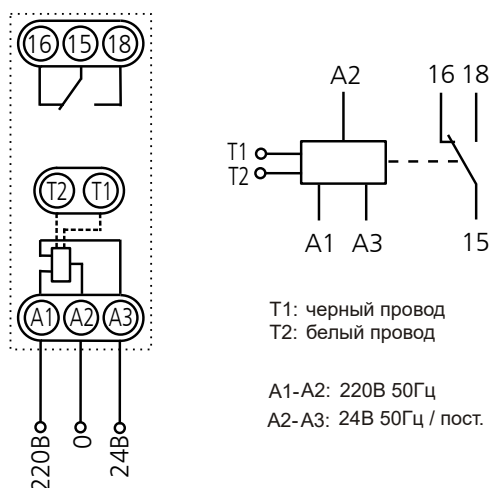 16 15 18
T2 T1
A1 A2 A3
220В 0 24В
A2
16 18
T1
T2
A1 A3
15
T1: черный провод
T2: белый провод
A1-A2: 220В 50Гц
A2-A3: 24В 50Гц / пост.